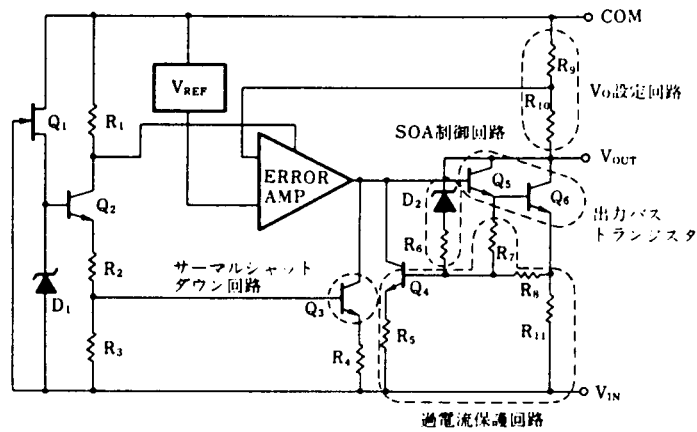 COM
R9
VREF
R10
VO設定回路
Q1
R1
SOA制御回路
VOUT
ERROR
AMP
Q5
D2
Q6
Q2
出力パス
トランジスタ
R6
R7
R2
サーマルシャット
ダウン回路
Q4
R8
D1
Q3
R5
R11
R3
R4
VIN
過電流保護回路